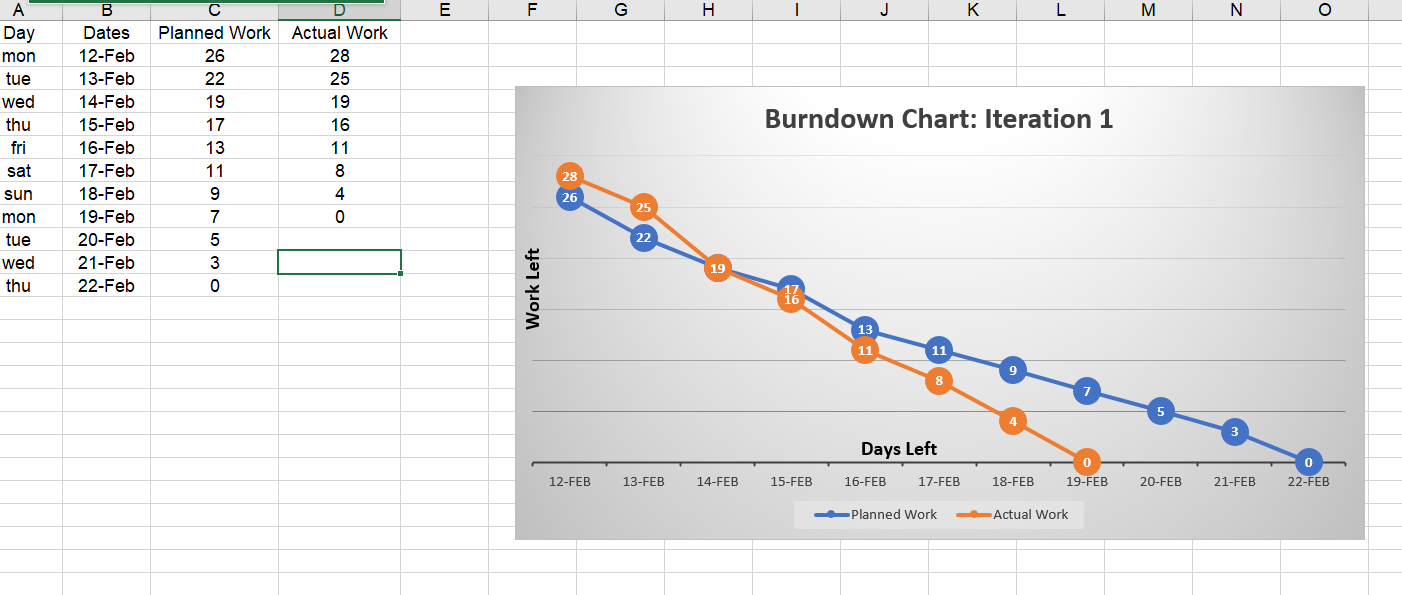 A B C D E F G H I J K L M N O
Day Dates Planned Work Actual Work
mon 12-Feb 26 28
tue 13-Feb 22 25
wed 14-Feb 19 19
thu 15-Feb 17 16
fri 16-Feb 13 11
sat 17-Feb 11 8
sun 18-Feb 9 4
mon 19-Feb 7 0
tue 20-Feb 5
wed 21-Feb 3
thu 22-Feb 0
Burndown Chart: Iteration 1
Work Left
28
26
25
22
19
17
16
13
11
11
8
9
4
7
5
3
0
0
Days Left
12-FEB 13-FEB 14-FEB 15-FEB 16-FEB 17-FEB 18-FEB 19-FEB 20-FEB 21-FEB 22-FEB
Planned Work Actual Work